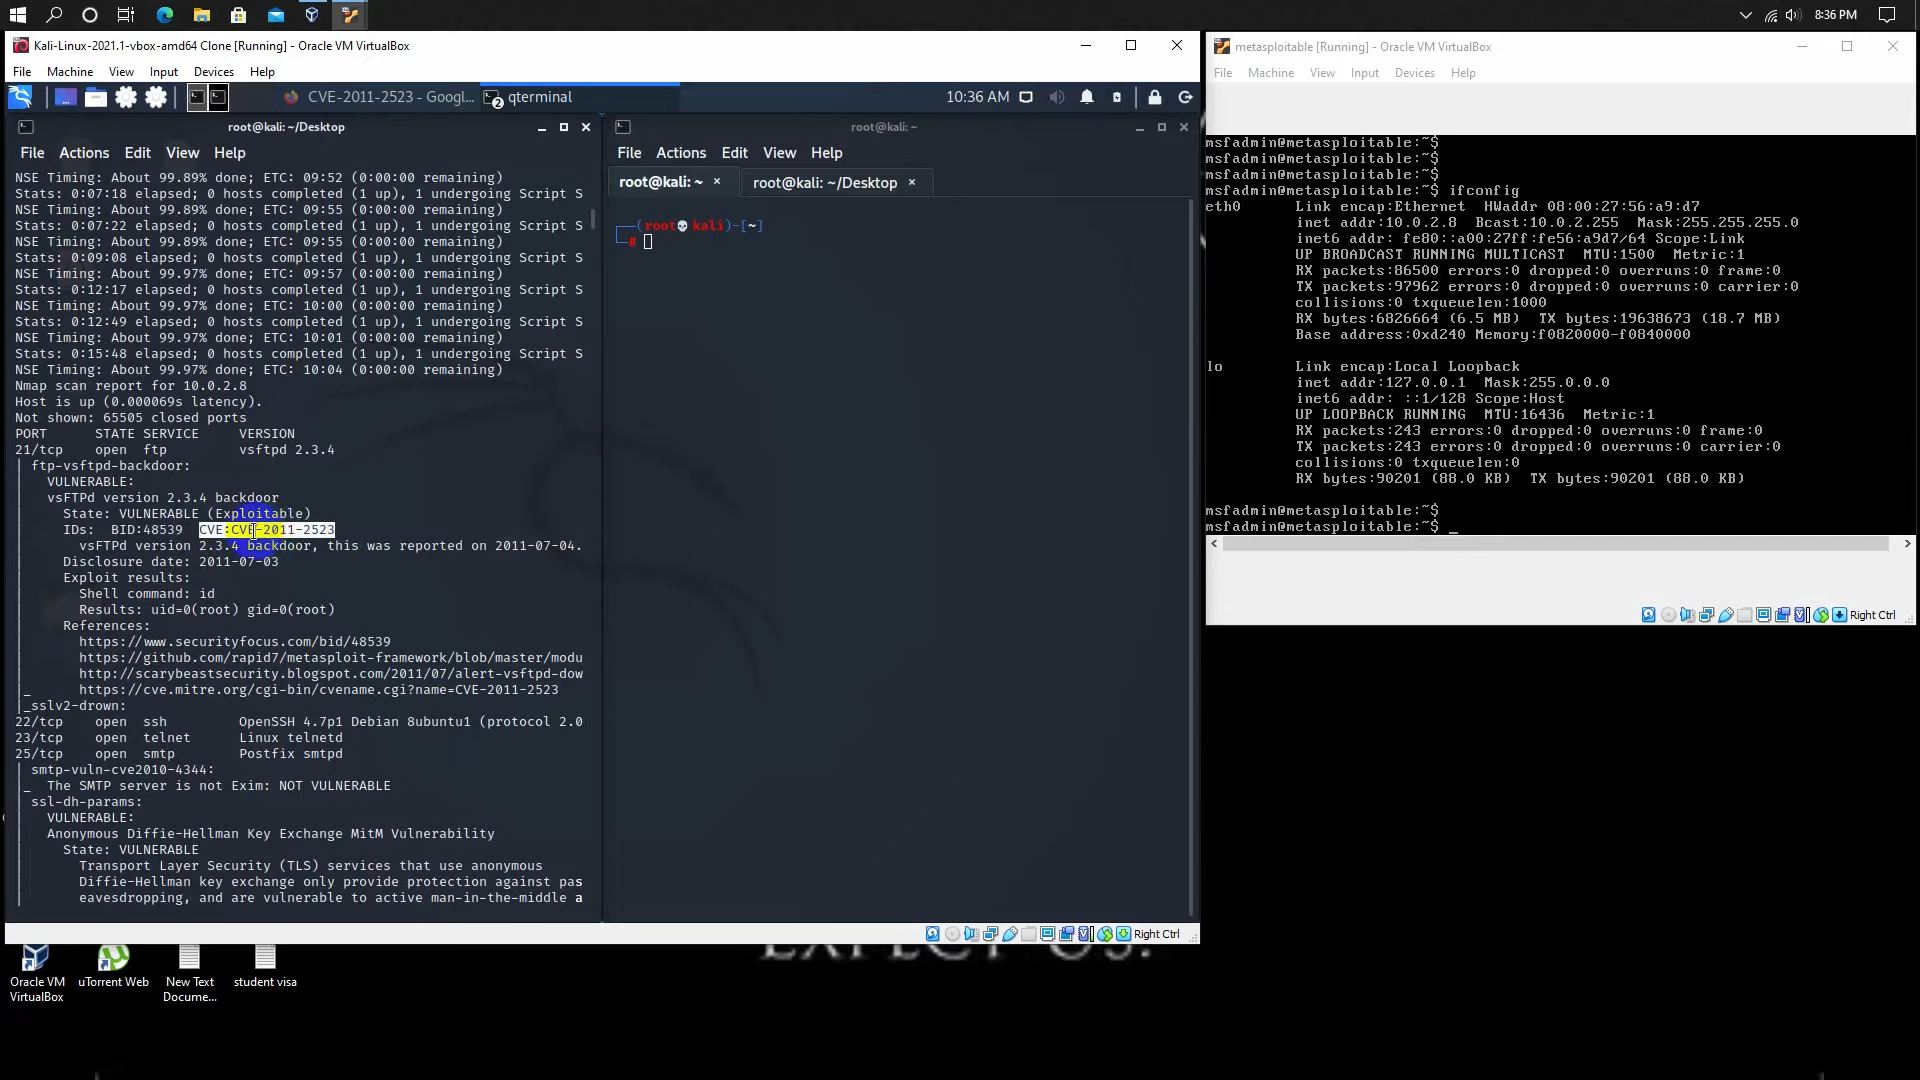 8:36 PM
Kali-Linux-2021.1-vbox-amd64 Clone [Running] - Oracle VM VirtualBox
File Machine View Input Devices Help
CVE-2011-2523 - Googl...
2 qterminal
10:36 AM
root@kali: ~/Desktop
File Actions Edit View Help
NSE Timing: About 99.89% done; ETC: 09:52 (0:00:00 remaining)
Stats: 0:07:18 elapsed; 0 hosts completed (1 up), 1 undergoing Script S
NSE Timing: About 99.89% done; ETC: 09:55 (0:00:00 remaining)
Stats: 0:07:22 elapsed; 0 hosts completed (1 up), 1 undergoing Script S
NSE Timing: About 99.89% done; ETC: 09:55 (0:00:00 remaining)
Stats: 0:09:08 elapsed; 0 hosts completed (1 up), 1 undergoing Script S
NSE Timing: About 99.97% done; ETC: 09:57 (0:00:00 remaining)
Stats: 0:12:17 elapsed; 0 hosts completed (1 up), 1 undergoing Script S
NSE Timing: About 99.97% done; ETC: 10:00 (0:00:00 remaining)
Stats: 0:12:49 elapsed; 0 hosts completed (1 up), 1 undergoing Script S
NSE Timing: About 99.97% done; ETC: 10:01 (0:00:00 remaining)
Stats: 0:15:48 elapsed; 0 hosts completed (1 up), 1 undergoing Script S
NSE Timing: About 99.97% done; ETC: 10:04 (0:00:00 remaining)
Nmap scan report for 10.0.2.8
Host is up (0.000069s latency).
Not shown: 65505 closed ports
PORT STATE SERVICE VERSION
21/tcp open ftp vsftpd 2.3.4
| ftp-vsftpd-backdoor:
| VULNERABLE:
| vsFTPd version 2.3.4 backdoor
| State: VULNERABLE (Exploitable)
| IDs: BID:48539 CVE:CVE-2011-2523
| vsFTPd version 2.3.4 backdoor, this was reported on 2011-07-04.
| Disclosure date: 2011-07-03
| Exploit results:
| Shell command: id
| Results: uid=0(root) gid=0(root)
| References:
| https://www.securityfocus.com/bid/48539
| https://github.com/rapid7/metasploit-framework/blob/master/modu
| http://scarybeastsecurity.blogspot.com/2011/07/alert-vsftpd-dow
|_ https://cve.mitre.org/cgi-bin/cvename.cgi?name=CVE-2011-2523
|_sslv2-drown:
22/tcp open ssh OpenSSH 4.7p1 Debian 8ubuntu1 (protocol 2.0
23/tcp open telnet Linux telnetd
25/tcp open smtp Postfix smtpd
| smtp-vuln-cve2010-4344:
|_ The SMTP server is not Exim: NOT VULNERABLE
| ssl-dh-params:
| VULNERABLE:
| Anonymous Diffie-Hellman Key Exchange MitM Vulnerability
| State: VULNERABLE
| Transport Layer Security (TLS) services that use anonymous
| Diffie-Hellman key exchange only provide protection against pas
| eavesdropping, and are vulnerable to active man-in-the-middle a
Right Ctrl
root@kali: ~
File Actions Edit View Help
root@kali: ~ × root@kali: ~/Desktop ×
(root💀kali)-[~]
#
metasploitable [Running] - Oracle VM VirtualBox
File Machine View Input Devices Help
msfadmin@metasploitable:~$
msfadmin@metasploitable:~$
msfadmin@metasploitable:~$ ifconfig
eth0 Link encap:Ethernet HWaddr 08:00:27:56:a9:d7
inet addr:10.0.2.8 Bcast:10.0.2.255 Mask:255.255.255.0
inet6 addr: fe80::a00:27ff:fe56:a9d7/64 Scope:Link
UP BROADCAST RUNNING MULTICAST MTU:1500 Metric:1
RX packets:86500 errors:0 dropped:0 overruns:0 frame:0
TX packets:97962 errors:0 dropped:0 overruns:0 carrier:0
collisions:0 txqueuelen:1000
RX bytes:6826664 (6.5 MB) TX bytes:19638673 (18.7 MB)
Base address:0xd240 Memory:f0820000-f0840000
lo Link encap:Local Loopback
inet addr:127.0.0.1 Mask:255.0.0.0
inet6 addr: ::1/128 Scope:Host
UP LOOPBACK RUNNING MTU:16436 Metric:1
RX packets:243 errors:0 dropped:0 overruns:0 frame:0
TX packets:243 errors:0 dropped:0 overruns:0 carrier:0
collisions:0 txqueuelen:0
RX bytes:90201 (88.0 KB) TX bytes:90201 (88.0 KB)
msfadmin@metasploitable:~$
msfadmin@metasploitable:~$ _
Right Ctrl
EXPECT US.
Oracle VM VirtualBox
uTorrent Web
New Text Docume...
student visa